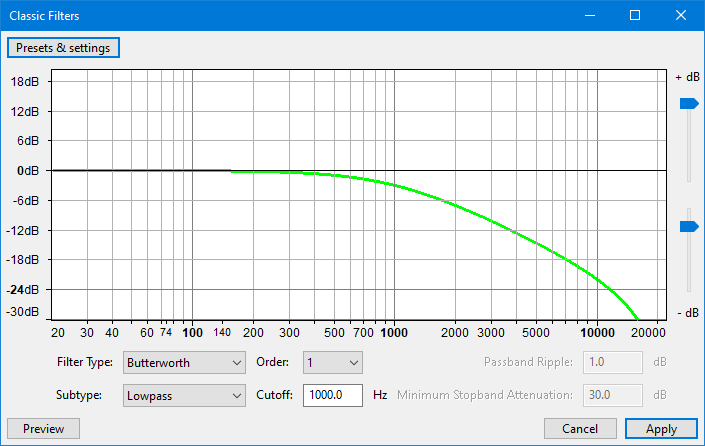 Classic Filters
Presets & settings
+ dB
18dB
12dB
6dB
0dB
-6dB
-12dB
-18dB
-24dB
-30dB
- dB
20 30 40 60 74 100 140 200 300 500 700 1000 2000 3000 5000 10000 20000
Filter Type: Butterworth Order: 1 Passband Ripple: 1.0 dB
Subtype: Lowpass Cutoff: 1000.0 Hz Minimum Stopband Attenuation: 30.0 dB
Preview Cancel Apply